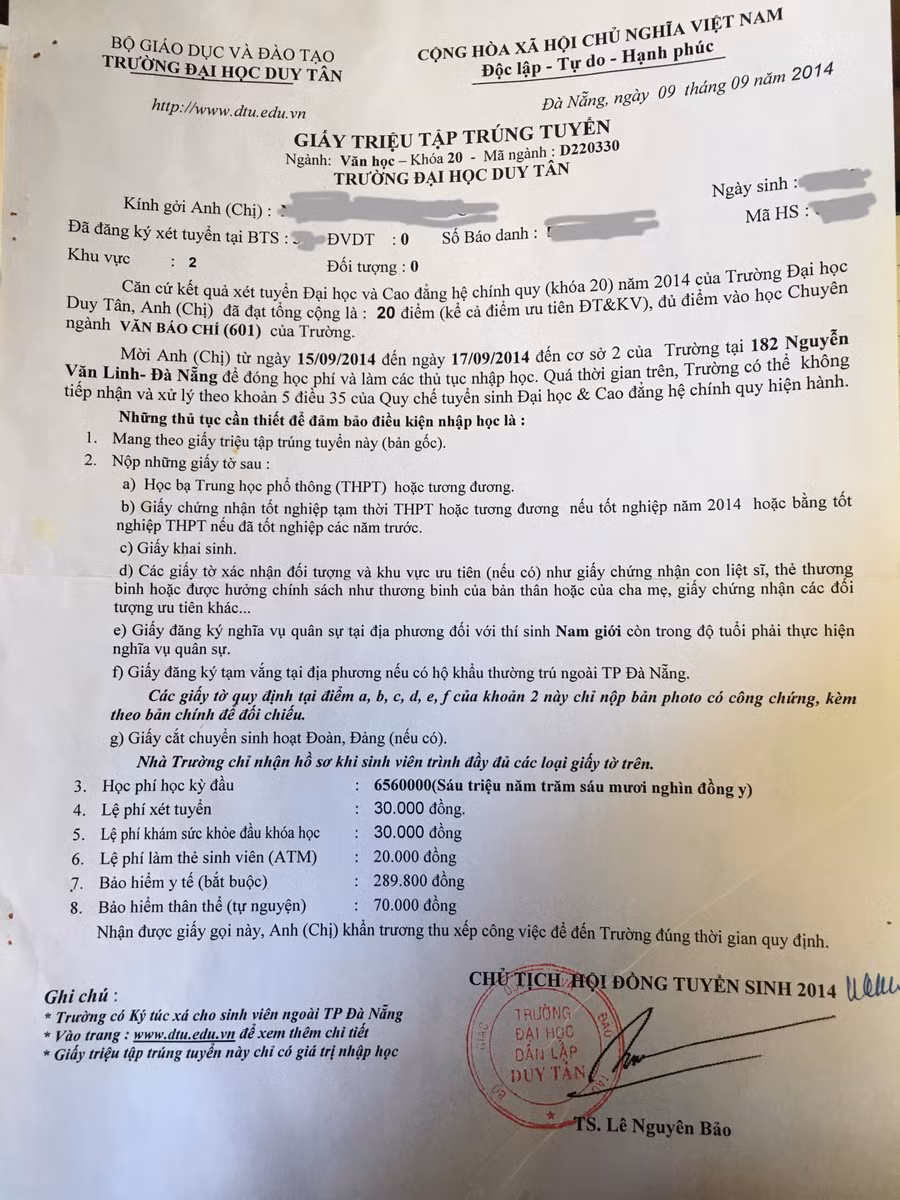 BỘ GIÁO DỤC VÀ ĐÀO TẠO
TRƯỜNG ĐẠI HỌC DUY TÂN
http://www.dtu.edu.vn
CỘNG HÒA XÃ HỘI CHỦ NGHĨA VIỆT NAM
Độc lập - Tự do - Hạnh phúc
Đà Nẵng, ngày 09 tháng 09 năm 2014
GIẤY TRIỆU TẬP TRÚNG TUYỂN
Ngành: Văn học – Khóa 20 - Mã ngành : D220330
TRƯỜNG ĐẠI HỌC DUY TÂN
Kính gởi Anh (Chị) :
Ngày sinh :
Đã đăng ký xét tuyển tại BTS : ĐVDT : 0 Số Báo danh :
Mã HS :
Khu vực : 2 Đối tượng : 0
Căn cứ kết quả xét tuyển Đại học và Cao đẳng hệ chính quy (khóa 20) năm 2014 của Trường Đại học
Duy Tân, Anh (Chị) đã đạt tổng cộng là : 20 điểm (kể cả điểm ưu tiên ĐT&KV), đủ điểm vào học Chuyên
ngành VĂN BÁO CHÍ (601) của Trường.
Mời Anh (Chị) từ ngày 15/09/2014 đến ngày 17/09/2014 đến cơ sở 2 của Trường tại 182 Nguyễn
Văn Linh- Đà Nẵng để đóng học phí và làm các thủ tục nhập học. Quá thời gian trên, Trường có thể không
tiếp nhận và xử lý theo khoản 5 điều 35 của Quy chế tuyển sinh Đại học & Cao đẳng hệ chính quy hiện hành.
Những thủ tục cần thiết để đảm bảo điều kiện nhập học là :
1. Mang theo giấy triệu tập trúng tuyển này (bản gốc).
2. Nộp những giấy tờ sau :
a) Học bạ Trung học phổ thông (THPT) hoặc tương đương.
b) Giấy chứng nhận tốt nghiệp tạm thời THPT hoặc tương đương nếu tốt nghiệp năm 2014 hoặc bằng tốt
nghiệp THPT nếu đã tốt nghiệp các năm trước.
c) Giấy khai sinh.
d) Các giấy tờ xác nhận đối tượng và khu vực ưu tiên (nếu có) như giấy chứng nhận con liệt sĩ, thẻ thương
binh hoặc được hưởng chính sách như thương binh của bản thân hoặc của cha mẹ, giấy chứng nhận các đối
tượng ưu tiên khác...
e) Giấy đăng ký nghĩa vụ quân sự tại địa phương đối với thí sinh Nam giới còn trong độ tuổi phải thực hiện
nghĩa vụ quân sự.
f) Giấy đăng ký tạm vắng tại địa phương nếu có hộ khẩu thường trú ngoài TP Đà Nẵng.
Các giấy tờ quy định tại điểm a, b, c, d, e, f của khoản 2 này chỉ nộp bản photo có công chứng, kèm
theo bản chính để đối chiếu.
g) Giấy cắt chuyển sinh hoạt Đoàn, Đảng (nếu có).
Nhà Trường chỉ nhận hồ sơ khi sinh viên trình đầy đủ các loại giấy tờ trên.
3. Học phí học kỳ đầu : 6560000(Sáu triệu năm trăm sáu mươi nghìn đồng y)
4. Lệ phí xét tuyển : 30.000 đồng.
5. Lệ phí khám sức khỏe đầu khóa học : 30.000 đồng
6. Lệ phí làm thẻ sinh viên (ATM) : 20.000 đồng
7. Bảo hiểm y tế (bắt buộc) : 289.800 đồng
8. Bảo hiểm thân thể (tự nguyện) : 70.000 đồng
Nhận được giấy gọi này, Anh (Chị) khẩn trương thu xếp công việc để đến Trường đúng thời gian quy định.
Ghi chú :
* Trường có Ký túc xá cho sinh viên ngoài TP Đà Nẵng
* Vào trang : www.dtu.edu.vn để xem thêm chi tiết
* Giấy triệu tập trúng tuyển này chỉ có giá trị nhập học
CHỦ TỊCH HỘI ĐỒNG TUYỂN SINH 2014
TRƯỜNG
ĐẠI HỌC
DÂN LẬP
DUY TÂN
TS. Lê Nguyên Bảo